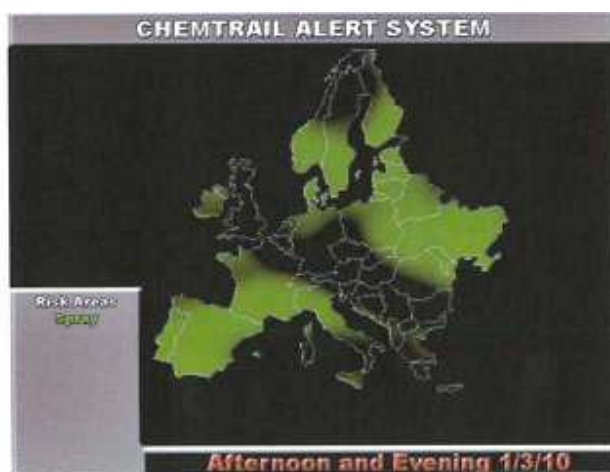 CHEMTRAIL ALERT SYSTEM
Risk Areas
Spray
Afternoon and Evening 1/3/10